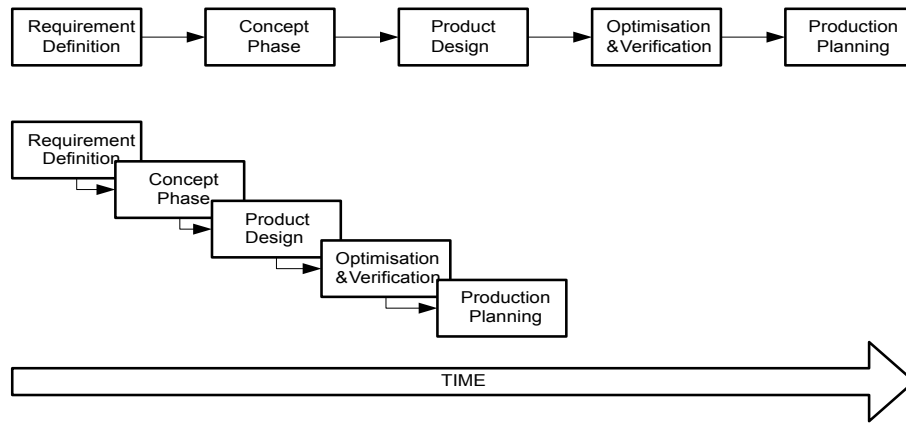 Requirement
Definition
Concept
Phase
Product
Design
Optimisation
&Verification
Production
Planning
Requirement
Definition
Concept
Phase
Product
Design
Optimisation
&Verification
Production
Planning
TIME